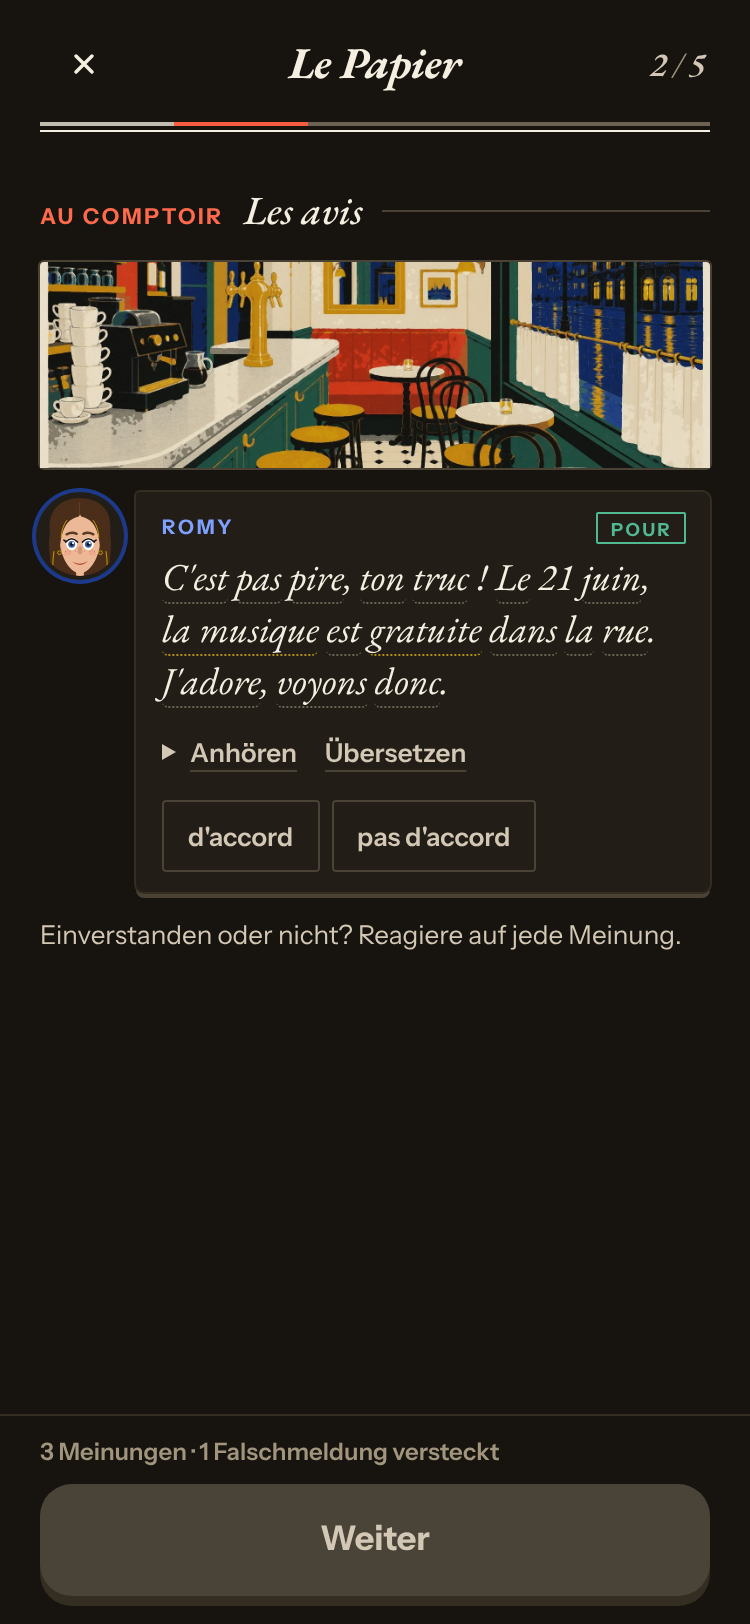 Le Papier
2/5
AU COMPTOIR Les avis
ROMY
POUR
C'est pas pire, ton truc ! Le 21 juin,
la musique est gratuite dans la rue.
J'adore, voyons donc.
Anhören Übersetzen
d'accord pas d'accord
Einverstanden oder nicht? Reagiere auf jede Meinung.
3 Meinungen · 1 Falschmeldung versteckt
Weiter